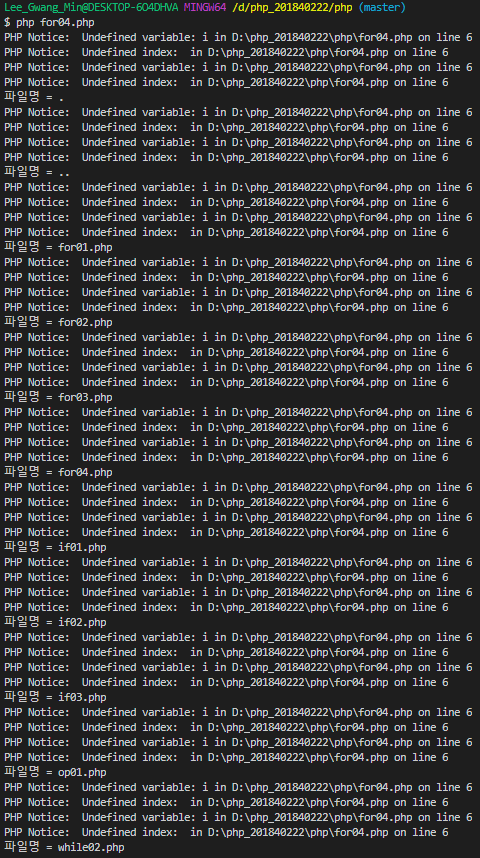 Lee_Gwang_Min@DESKTOP-6O4DHVA MINGW64 /d/php_201840222/php (master)
$ php for04.php
PHP Notice:  Undefined variable: i in D:\php_201840222\php\for04.php on line 6
PHP Notice:  Undefined index:  in D:\php_201840222\php\for04.php on line 6
PHP Notice:  Undefined variable: i in D:\php_201840222\php\for04.php on line 6
PHP Notice:  Undefined index:  in D:\php_201840222\php\for04.php on line 6
파일명 = .
PHP Notice:  Undefined variable: i in D:\php_201840222\php\for04.php on line 6
PHP Notice:  Undefined index:  in D:\php_201840222\php\for04.php on line 6
PHP Notice:  Undefined variable: i in D:\php_201840222\php\for04.php on line 6
PHP Notice:  Undefined index:  in D:\php_201840222\php\for04.php on line 6
파일명 = ..
PHP Notice:  Undefined variable: i in D:\php_201840222\php\for04.php on line 6
PHP Notice:  Undefined index:  in D:\php_201840222\php\for04.php on line 6
PHP Notice:  Undefined variable: i in D:\php_201840222\php\for04.php on line 6
PHP Notice:  Undefined index:  in D:\php_201840222\php\for04.php on line 6
파일명 = for01.php
PHP Notice:  Undefined variable: i in D:\php_201840222\php\for04.php on line 6
PHP Notice:  Undefined index:  in D:\php_201840222\php\for04.php on line 6
PHP Notice:  Undefined variable: i in D:\php_201840222\php\for04.php on line 6
PHP Notice:  Undefined index:  in D:\php_201840222\php\for04.php on line 6
파일명 = for02.php
PHP Notice:  Undefined variable: i in D:\php_201840222\php\for04.php on line 6
PHP Notice:  Undefined index:  in D:\php_201840222\php\for04.php on line 6
PHP Notice:  Undefined variable: i in D:\php_201840222\php\for04.php on line 6
PHP Notice:  Undefined index:  in D:\php_201840222\php\for04.php on line 6
파일명 = for03.php
PHP Notice:  Undefined variable: i in D:\php_201840222\php\for04.php on line 6
PHP Notice:  Undefined index:  in D:\php_201840222\php\for04.php on line 6
PHP Notice:  Undefined variable: i in D:\php_201840222\php\for04.php on line 6
PHP Notice:  Undefined index:  in D:\php_201840222\php\for04.php on line 6
파일명 = for04.php
PHP Notice:  Undefined variable: i in D:\php_201840222\php\for04.php on line 6
PHP Notice:  Undefined index:  in D:\php_201840222\php\for04.php on line 6
PHP Notice:  Undefined variable: i in D:\php_201840222\php\for04.php on line 6
PHP Notice:  Undefined index:  in D:\php_201840222\php\for04.php on line 6
파일명 = if01.php
PHP Notice:  Undefined variable: i in D:\php_201840222\php\for04.php on line 6
PHP Notice:  Undefined index:  in D:\php_201840222\php\for04.php on line 6
PHP Notice:  Undefined variable: i in D:\php_201840222\php\for04.php on line 6
PHP Notice:  Undefined index:  in D:\php_201840222\php\for04.php on line 6
파일명 = if02.php
PHP Notice:  Undefined variable: i in D:\php_201840222\php\for04.php on line 6
PHP Notice:  Undefined index:  in D:\php_201840222\php\for04.php on line 6
PHP Notice:  Undefined variable: i in D:\php_201840222\php\for04.php on line 6
PHP Notice:  Undefined index:  in D:\php_201840222\php\for04.php on line 6
파일명 = if03.php
PHP Notice:  Undefined variable: i in D:\php_201840222\php\for04.php on line 6
PHP Notice:  Undefined index:  in D:\php_201840222\php\for04.php on line 6
PHP Notice:  Undefined variable: i in D:\php_201840222\php\for04.php on line 6
PHP Notice:  Undefined index:  in D:\php_201840222\php\for04.php on line 6
파일명 = op01.php
PHP Notice:  Undefined variable: i in D:\php_201840222\php\for04.php on line 6
PHP Notice:  Undefined index:  in D:\php_201840222\php\for04.php on line 6
PHP Notice:  Undefined variable: i in D:\php_201840222\php\for04.php on line 6
PHP Notice:  Undefined index:  in D:\php_201840222\php\for04.php on line 6
파일명 = while02.php